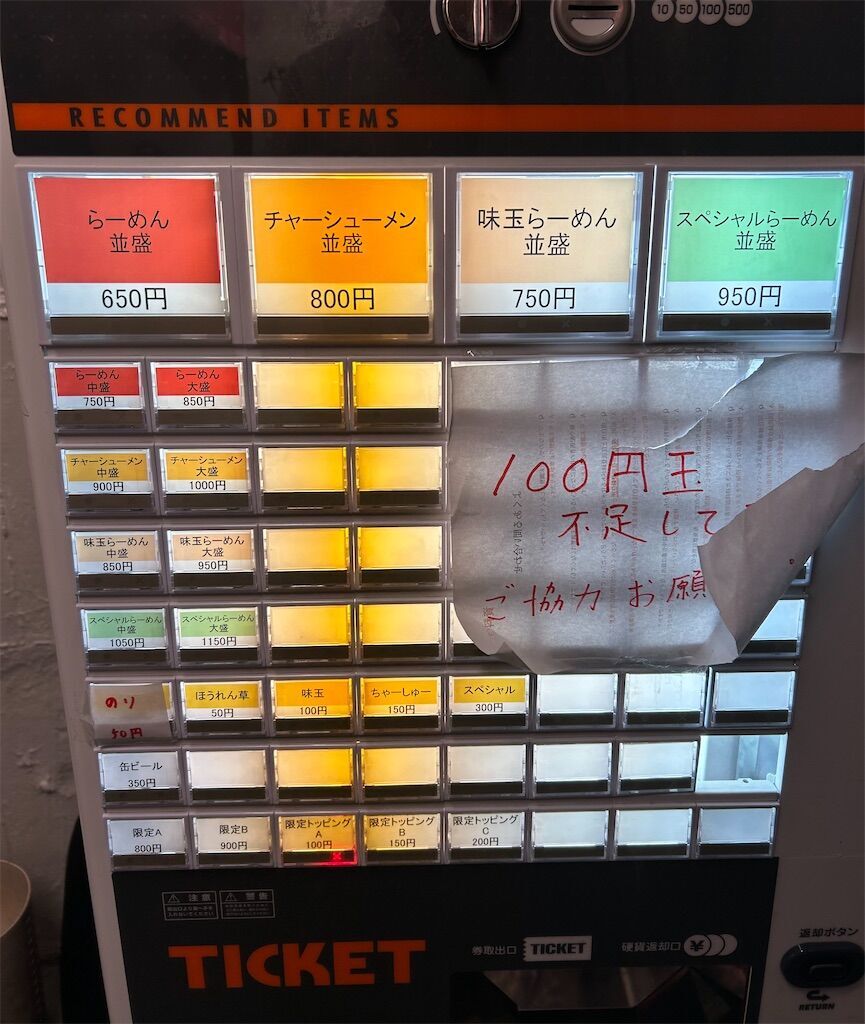 10 50 100 500
RECOMMEND ITEMS
らーめん
並盛
650円
チャーシューメン
並盛
800円
味玉らーめん
並盛
750円
スペシャルらーめん
並盛
950円
らーめん
中盛
750円
らーめん
大盛
850円
チャーシューメン
中盛
900円
チャーシューメン
大盛
1000円
味玉らーめん
中盛
850円
味玉らーめん
大盛
950円
スペシャルらーめん
中盛
1050円
スペシャルらーめん
大盛
1150円
100円玉
不足して
ご協力お願
のり
50円
ほうれん草
50円
味玉
100円
ちゃーしゅー
150円
スペシャル
300円
缶ビール
350円
限定A
800円
限定B
900円
限定トッピング
A
100円
限定トッピング
B
150円
限定トッピング
C
200円
注意
警告
TICKET
券取出口 TICKET
硬貨返却口
返却ボタン
RETURN